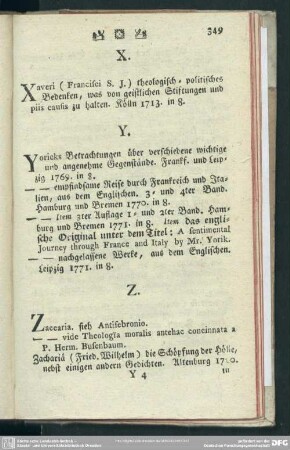 349
X.
Xaveri (Francisci S. J.) theologisch-politisches
Bedenken, was von geistlichen Stiftungen und
piis causis zu halten. Kölln 1713. in 8.
Y.
Yoricks Betrachtungen über verschiedene wichtige
und angenehme Gegenstände. Frankf. und Leip-
zig 1769. in 8.
— — empfindsame Reise durch Frankreich und Ita-
lien, aus dem Englischen. 3- und 4ter Band.
Hamburg und Bremen 1770. in 8.
— — Item 3ter Auflage 1- und 2ter Band. Ham-
burg und Bremen 1771. in 8. Item Das engli-
sche Original unter dem Titel: A sentimental
Journey through France and Italy by Mr. Yorik.
— — nachgelassene Werke, aus dem Englischen.
Leipzig 1771. in 8.
Z.
Zaccaria. sieh Antifebronio.
— — vide Theologia moralis antehac concinnata a
P. Herm. Busenbaum.
Zachariä (Fried. Wilhelm) die Schöpfung der Hölle,
nebst einigen andern Gedichten. Altenburg
Y 4
in